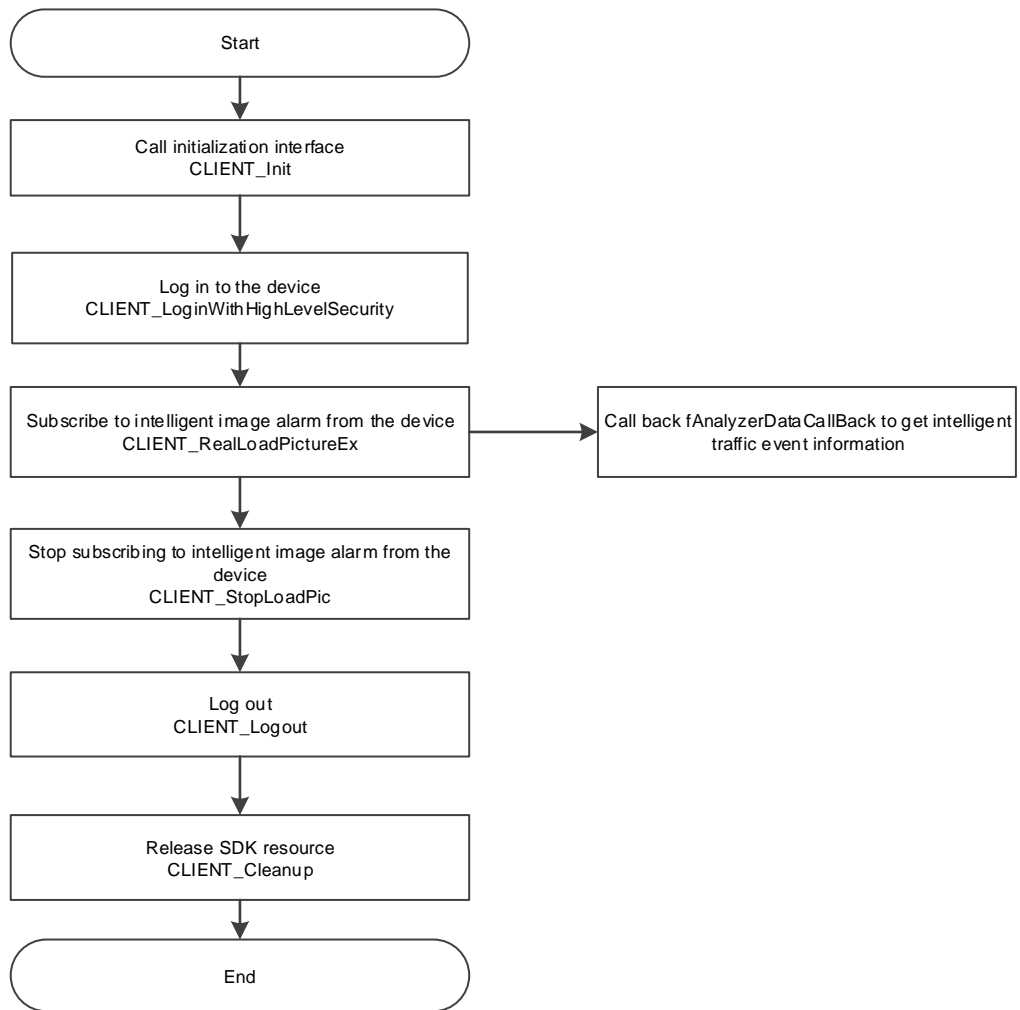 Start
Call initialization interface
CLIENT_Init
Log in to the device
CLIENT_LoginWithHighLevelSecurity
Subscribe to intelligent image alarm from the device
CLIENT_RealLoadPictureEx
Call back fAnalyzerDataCallBack to get intelligent
traffic event information
Stop subscribing to intelligent image alarm from the
device
CLIENT_StopLoadPic
Log out
CLIENT_Logout
Release SDK resource
CLIENT_Cleanup
End